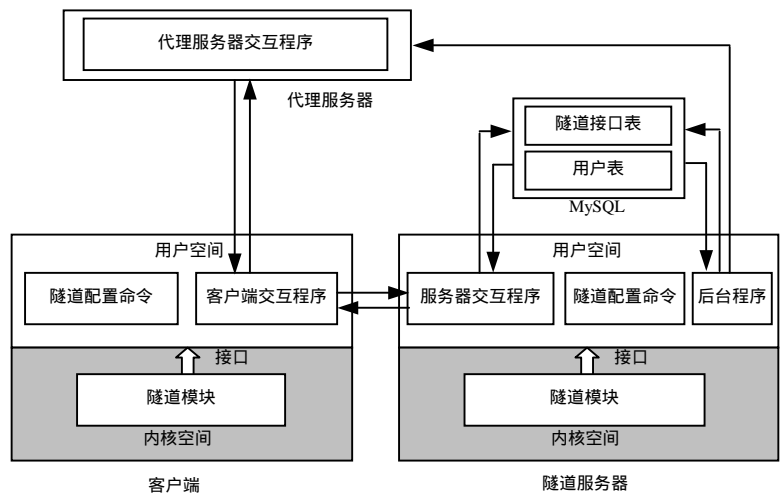 代理服务器交互程序
代理服务器
隧道接口表
用户表
MySQL
用户空间
隧道配置命令
客户端交互程序
接口
隧道模块
内核空间
客户端
用户空间
服务器交互程序
隧道配置命令
后台程序
接口
隧道模块
内核空间
隧道服务器